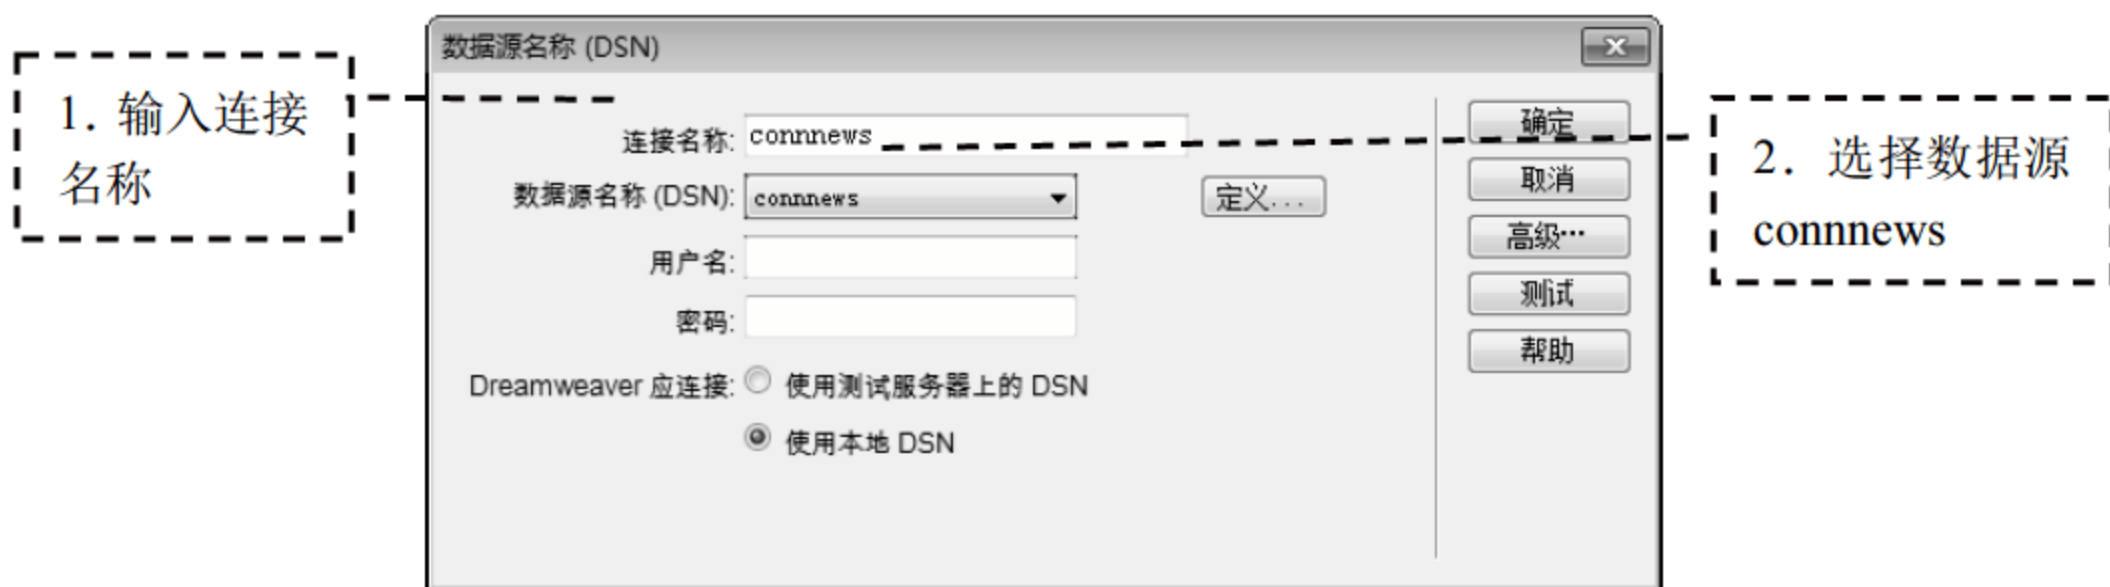 数据源名称 (DSN)
1. 输入连接
名称
连接名称: connnews
数据源名称 (DSN): connnews
定义...
用户名:
密码:
Dreamweaver 应连接: 使用测试服务器上的 DSN
使用本地 DSN
确定
取消
高级…
测试
帮助
2. 选择数据源
connnews